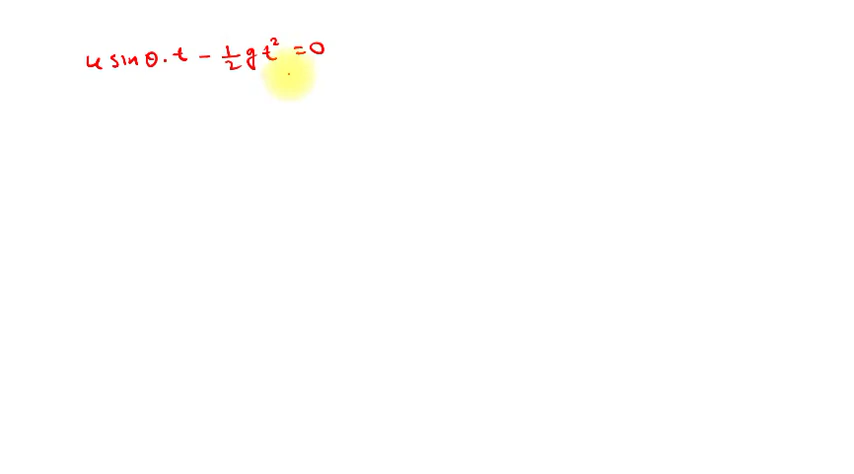 u sin θ. t - 1/2 g t² = 0